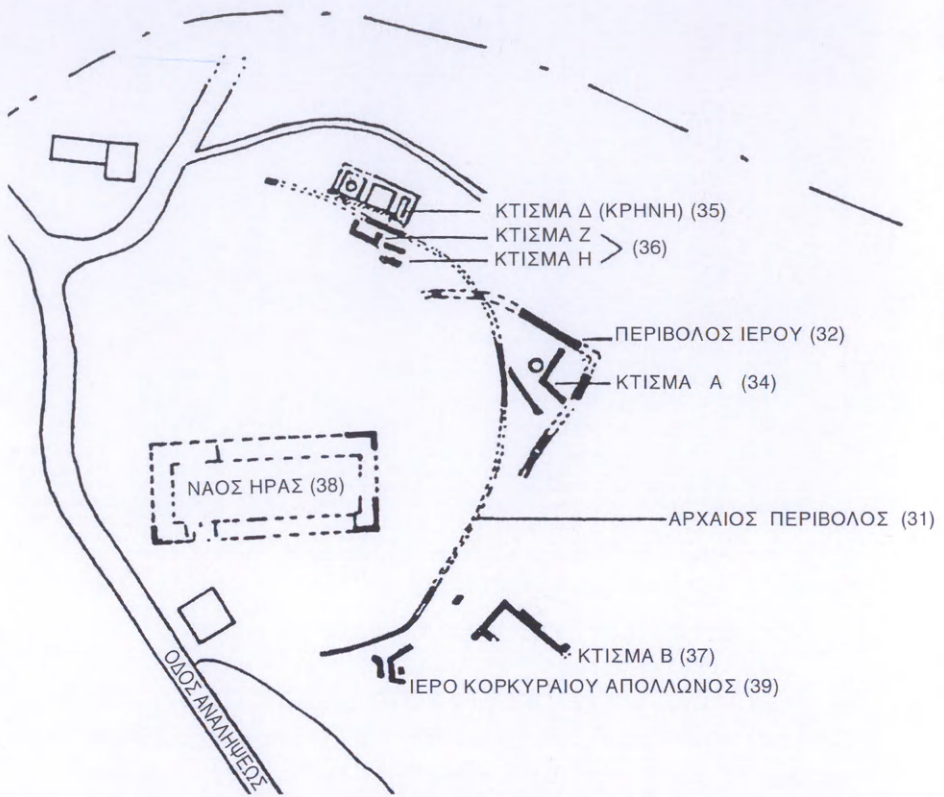 ΚΤΙΣΜΑ Δ (ΚΡΗΝΗ) (35)
ΚΤΙΣΜΑ Ζ
ΚΤΙΣΜΑ Η
(36)
ΠΕΡΙΒΟΛΟΣ ΙΕΡΟΥ (32)
ΚΤΙΣΜΑ Α (34)
ΝΑΟΣ ΗΡΑΣ (38)
ΑΡΧΑΙΟΣ ΠΕΡΙΒΟΛΟΣ (31)
ΚΤΙΣΜΑ Β (37)
ΙΕΡΟ ΚΟΡΚΥΡΑΙΟΥ ΑΠΟΛΛΩΝΟΣ (39)
ΟΔΟΣ ΑΝΑΛΗΨΕΩΣ